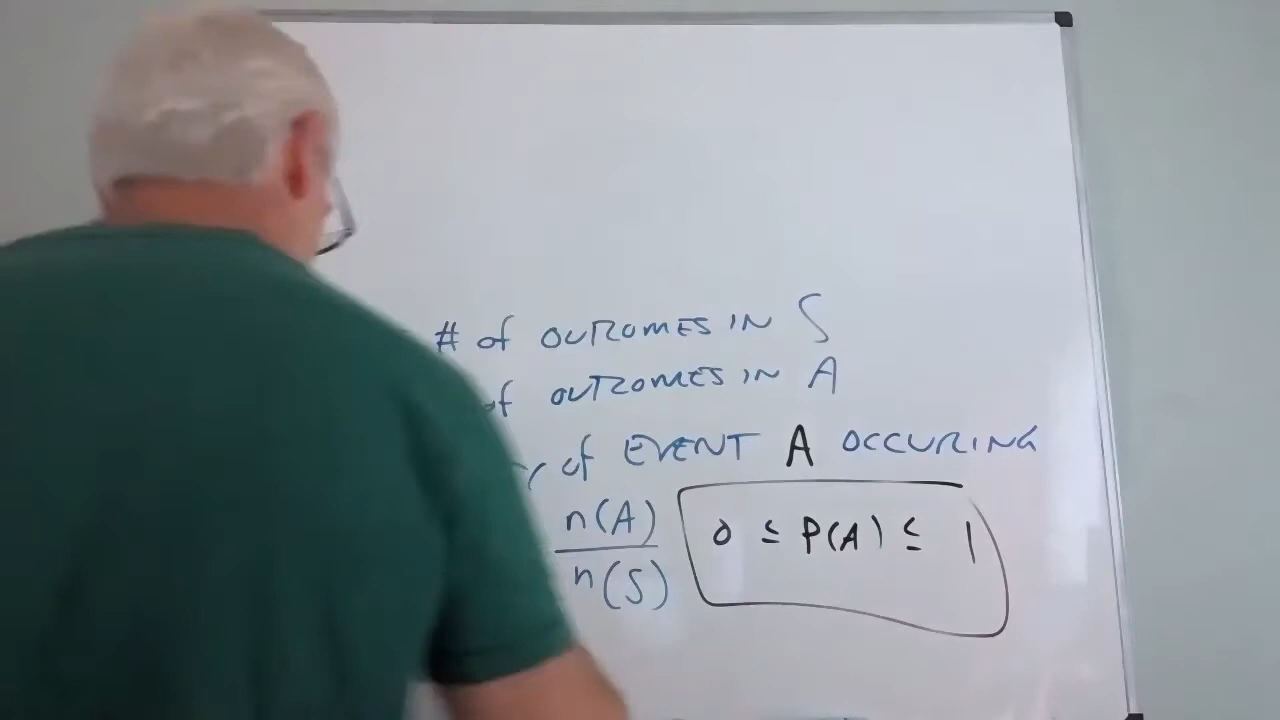 # of OUTCOMES IN S
of OUTCOMES IN A
of EVENT A OCCURING
n(A)
n(S)
0 ≤ P(A) ≤ 1